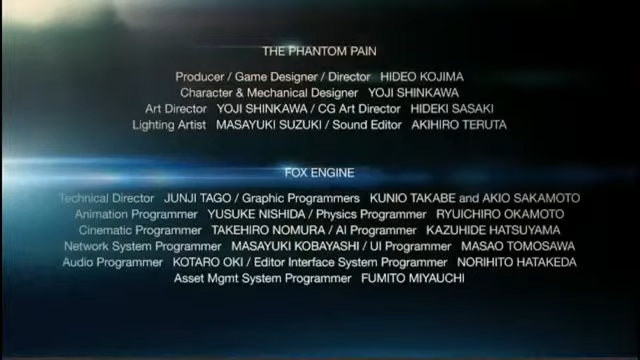 THE PHANTOM PAIN
Producer / Game Designer / Director HIDEO KOJIMA
Character & Mechanical Designer YOJI SHINKAWA
Art Director YOJI SHINKAWA / CG Art Director HIDEKI SASAKI
Lighting Artist MASAYUKI SUZUKI / Sound Editor AKIHIRO TERUTA
FOX ENGINE
Technical Director JUNJI TAGO / Graphic Programmers KUNIO TAKABE and AKIO SAKAMOTO
Animation Programmer YUSUKE NISHIDA / Physics Programmer RYUICHIRO OKAMOTO
Cinematic Programmer TAKEHIRO NOMURA / AI Programmer KAZUHIDE HATSUYAMA
Network System Programmer MASAYUKI KOBAYASHI / UI Programmer MASAO TOMOSAWA
Audio Programmer KOTARO OKI / Editor Interface System Programmer NORIHITO HATAKEDA
Asset Mgmt System Programmer FUMITO MIYAUCHI